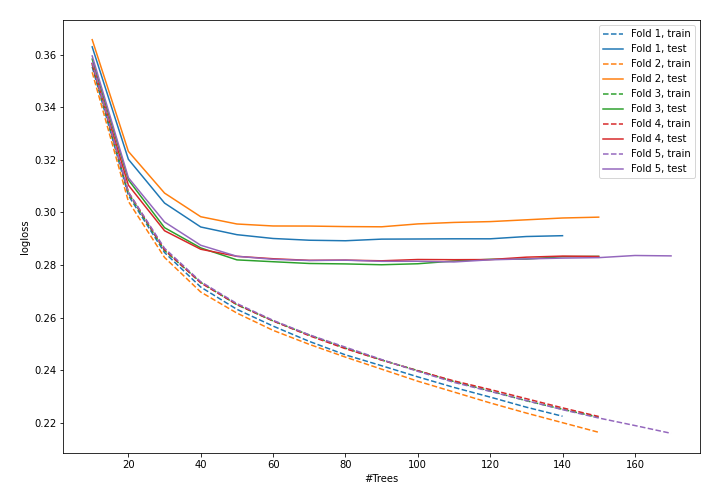 Fold 1, train
Fold 1, test
Fold 2, train
Fold 2, test
Fold 3, train
Fold 3, test
Fold 4, train
Fold 4, test
Fold 5, train
Fold 5, test
logloss
0.36
0.34
0.32
0.30
0.28
0.26
0.24
0.22
20 40 60 80 100 120 140 160
#Trees